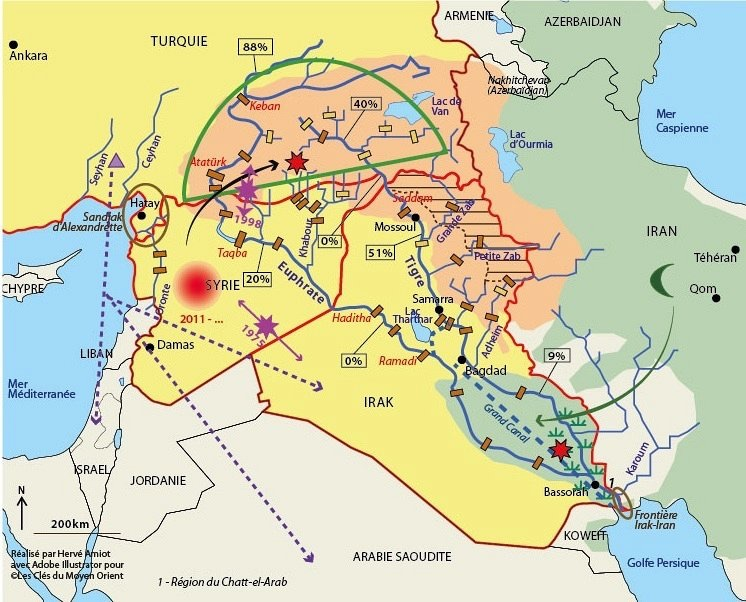 ARMENIE
AZERBAIDJAN
TURQUIE
Ankara
88%
Nakhitchevan
(Azerbaïdjan)
Keban
40%
Lac de
Van
Mer
Caspienne
Lac
d'Ourmia
Seyhan
Ceyhan
Atatürk
Hatay
Sandjak
d'Alexandrette
1998
Khabour
Saddam
Mossoul
Grand Zab
0%
51%
Petite Zab
IRAN
Téhéran
Qom
Taqba
20%
Euphrate
Tigre
CHYPRE
Oronte
SYRIE
2011 - ...
1975
Haditha
Lac
Tharthar
Samarra
Adheim
LIBAN
Damas
0%
Ramadi
Bagdad
9%
Mer
Méditerranée
IRAK
Grand Canal
Karoum
ISRAEL
JORDANIE
Bassorah
1
Frontière
Irak-Iran
N
200km
KOWEIT
Golfe Persique
ARABIE SAOUDITE
Réalisé par Hervé Amiot
avec Adobe Illustrator pour
©Les Clés du Moyen Orient
1 - Région du Chatt-el-Arab